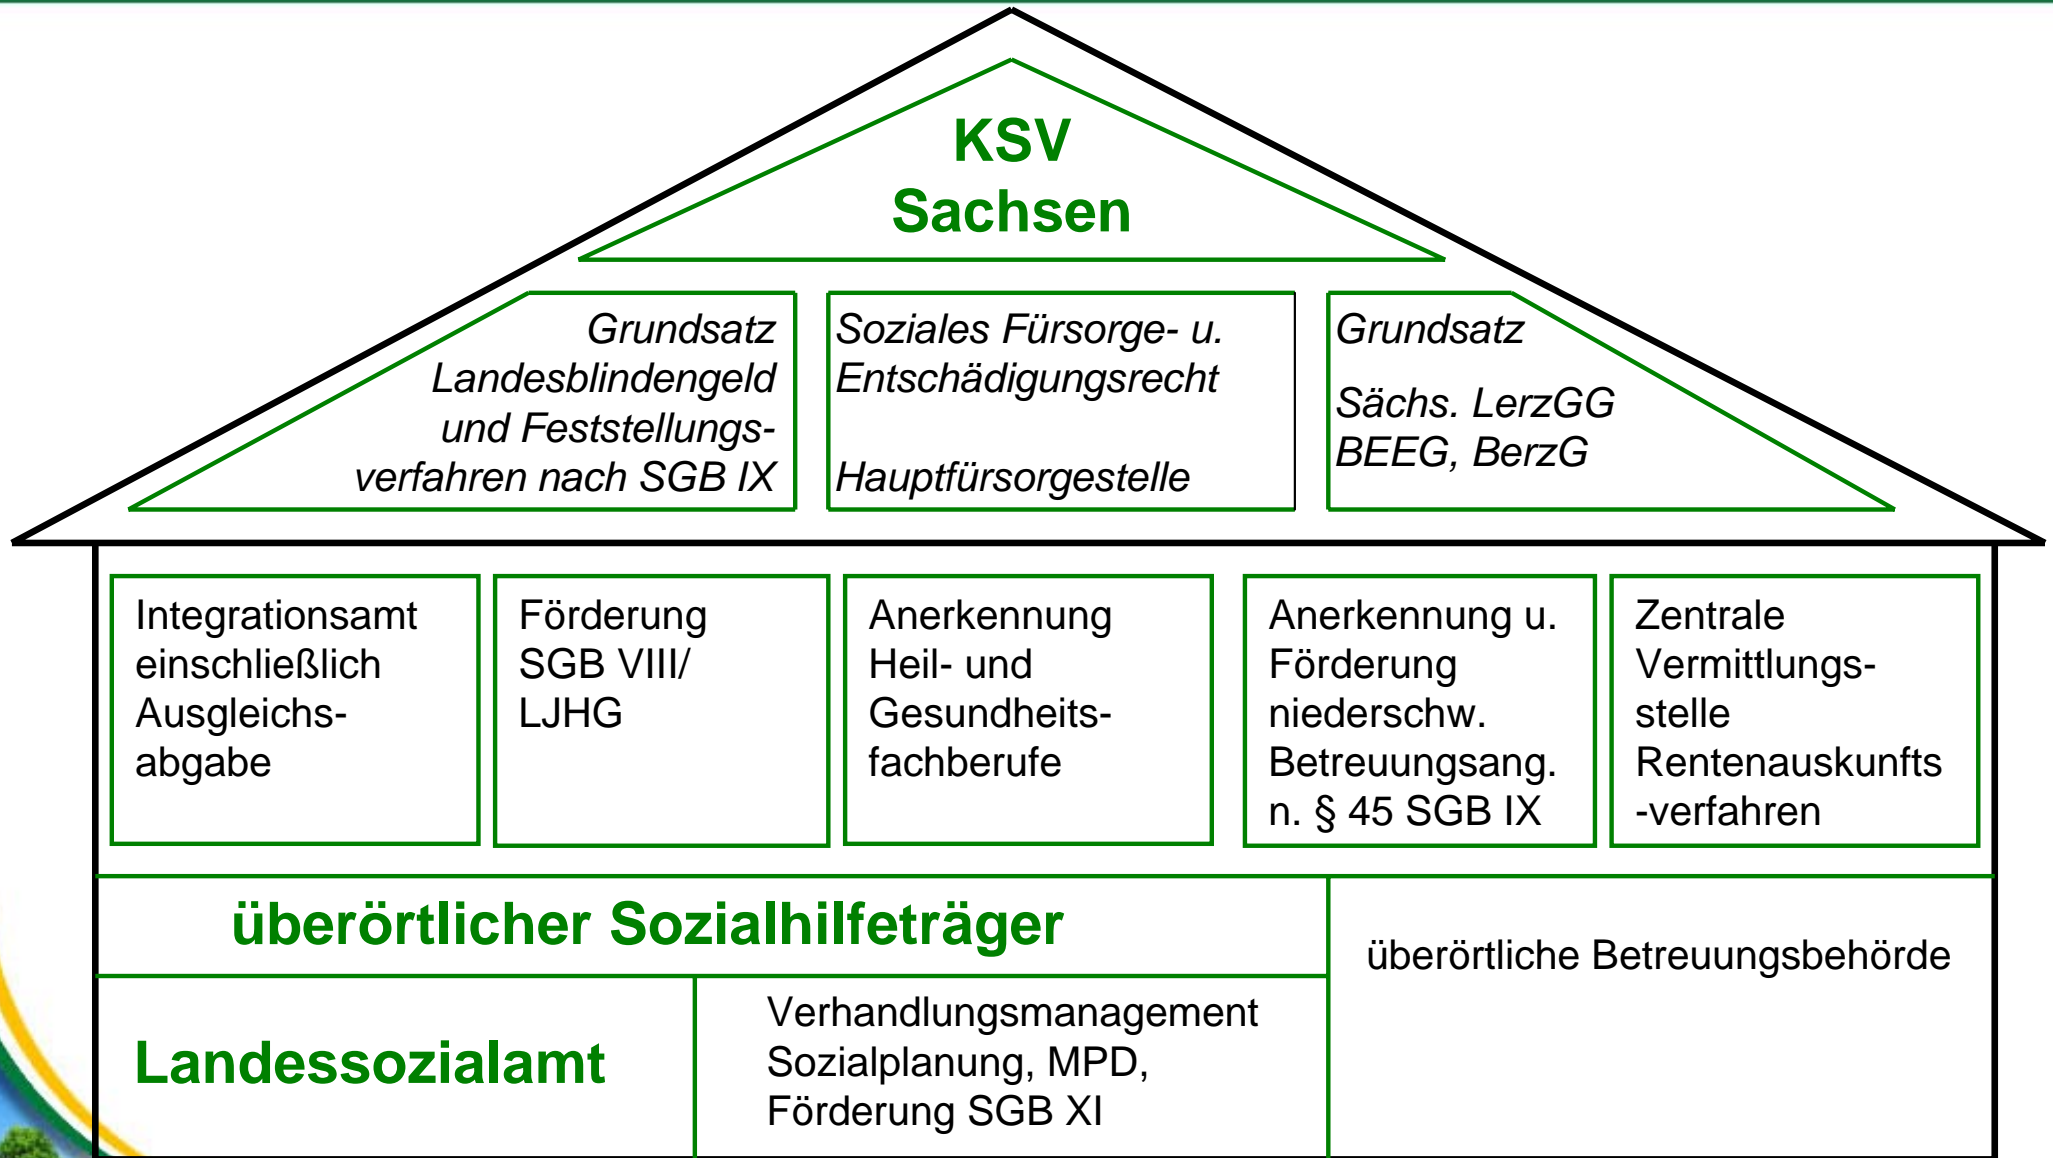 KSV
Sachsen
Grundsatz
Landesblindengeld
und Feststellungs-
verfahren nach SGB IX
Soziales Fürsorge- u.
Entschädigungsrecht
Hauptfürsorgestelle
Grundsatz
Sächs. LerzGG
BEEG, BerzG
Integrationsamt
einschließlich
Ausgleichs-
abgabe
Förderung
SGB VIII/
LJHG
Anerkennung
Heil- und
Gesundheits-
fachberufe
Anerkennung u.
Förderung
niederschw.
Betreuungsang.
n. § 45 SGB IX
Zentrale
Vermittlungs-
stelle
Rentenauskunfts
-verfahren
überörtlicher Sozialhilfeträger
überörtliche Betreuungsbehörde
Landessozialamt
Verhandlungsmanagement
Sozialplanung, MPD,
Förderung SGB XI